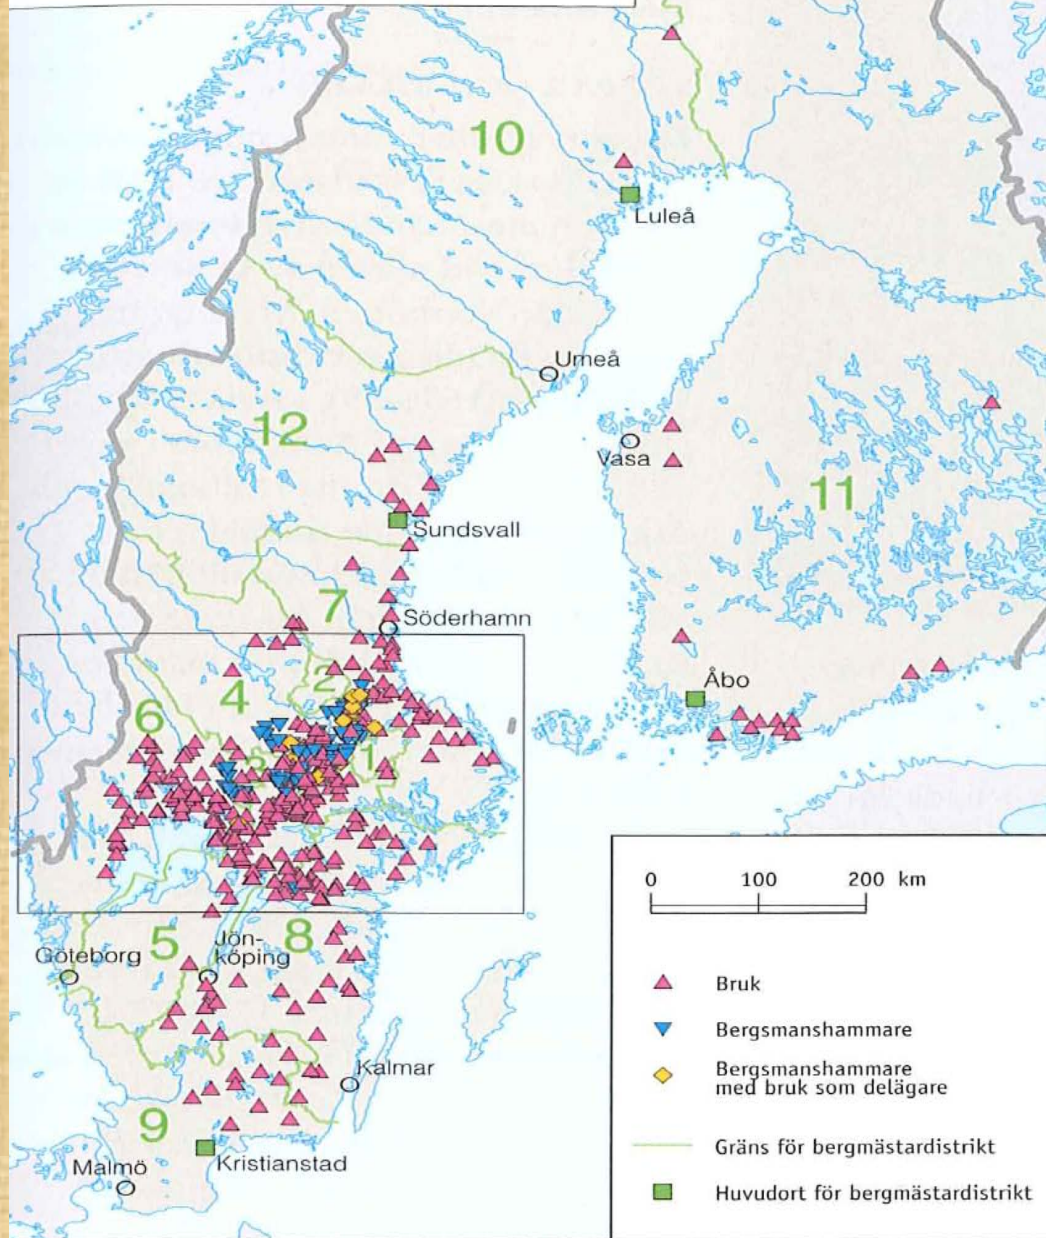 10
Luleå
Umeå
12
Vasa
11
Sundsvall
7
Söderhamn
2
4
Åbo
6
1
3
5
8
Göteborg
Jön-
köping
Kalmar
9
Kristianstad
Malmö
0 100 200 km
Bruk
Bergsmanshammare
Bergsmanshammare
med bruk som delägare
Gräns för bergmästardistrikt
Huvudort för bergmästardistrikt